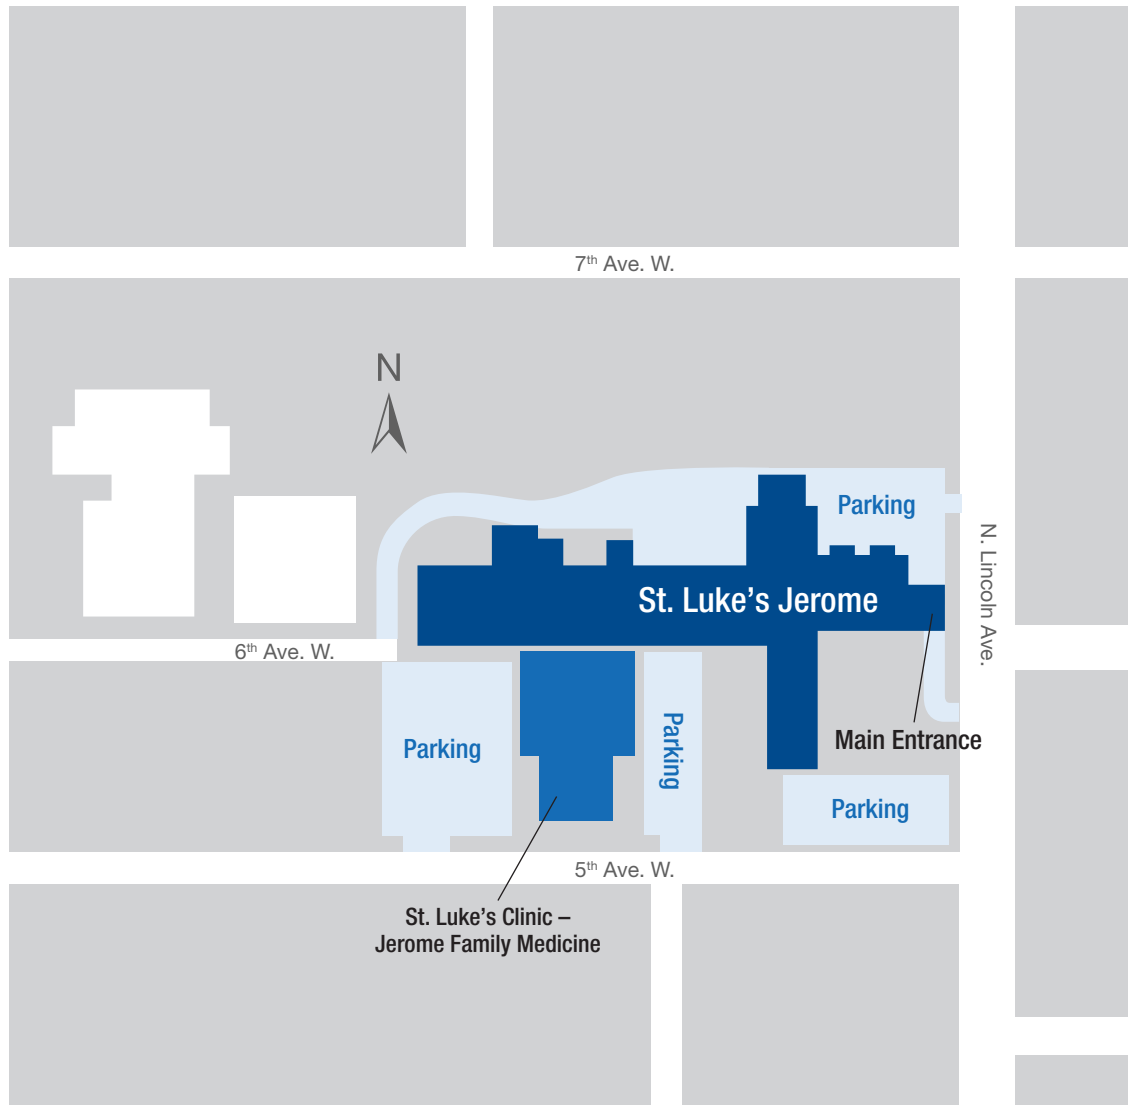 7th Ave. W.
N
Parking
N. Lincoln Ave.
St. Luke’s Jerome
6th Ave. W.
Parking
Parking
Main Entrance
Parking
5th Ave. W.
St. Luke’s Clinic –
Jerome Family Medicine